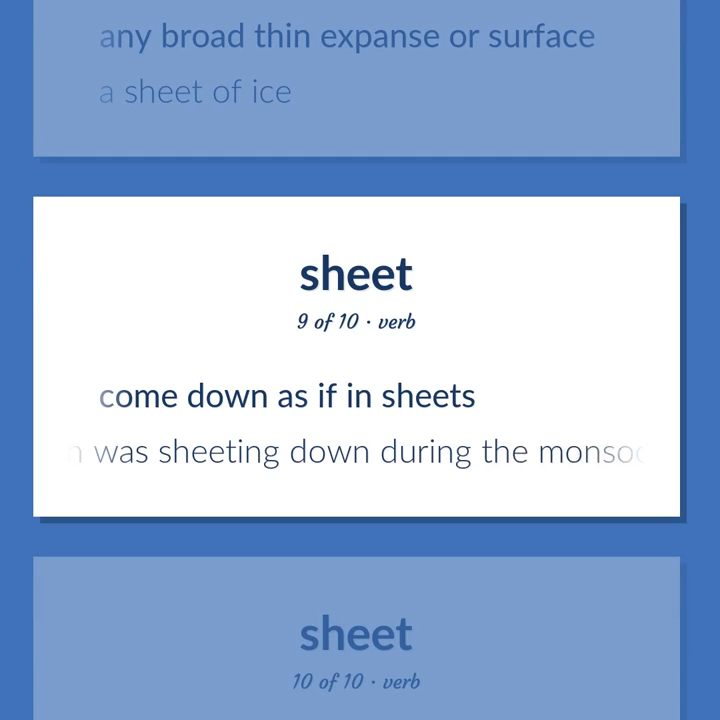 any broad thin expanse or surface
a sheet of ice
sheet
9 of 10 · verb
come down as if in sheets
was sheeting down during the
sheet
10 of 10 · verb